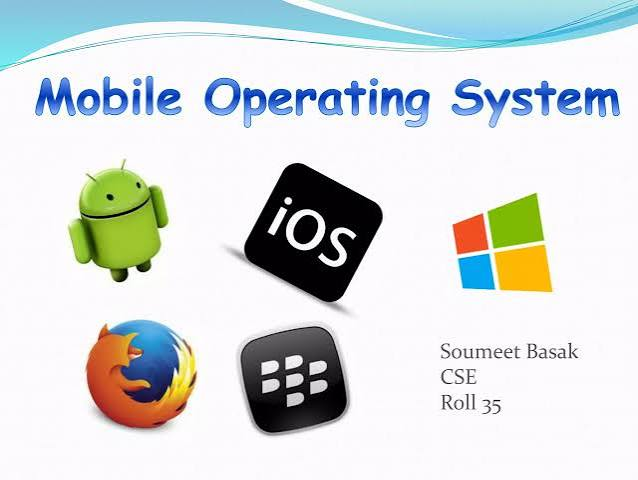 Mobile Operating System
iOS
Soumeet Basak
CSE
Roll 35